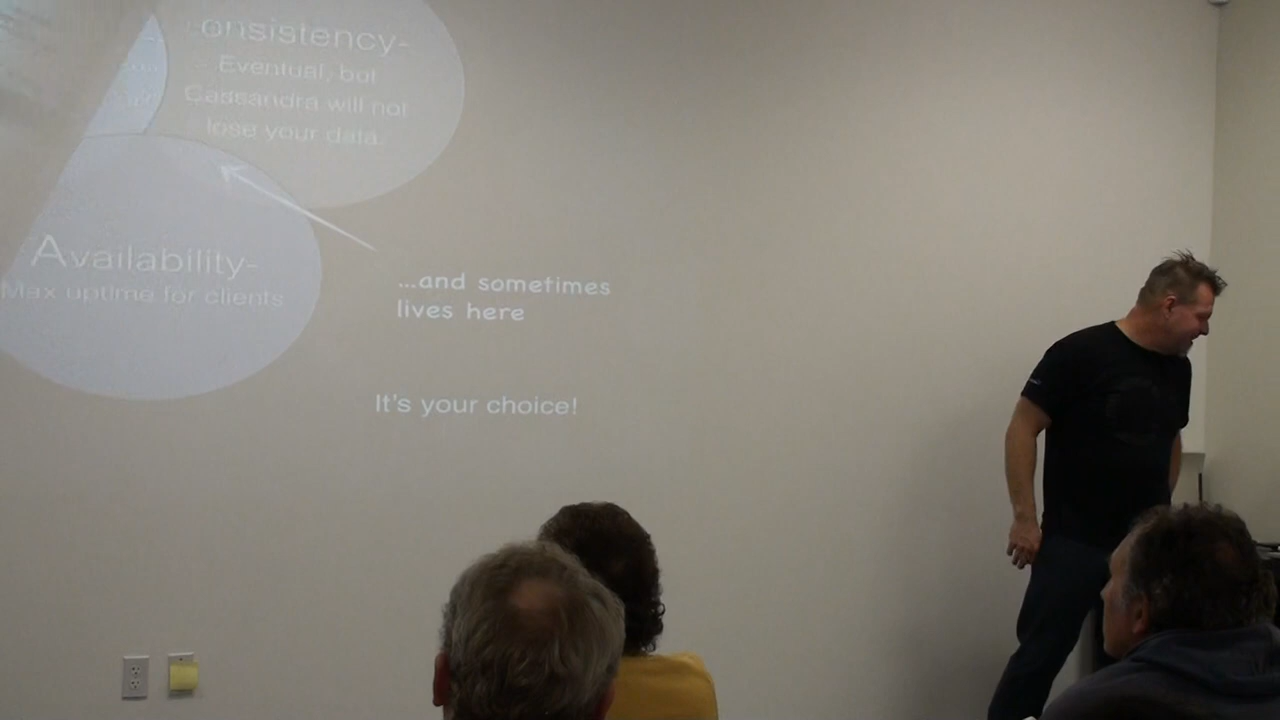 onsistency-
Eventual, but
Cassandra will not
lose your data.
Availability-
Max uptime for clients
...and sometimes
lives here
It's your choice!